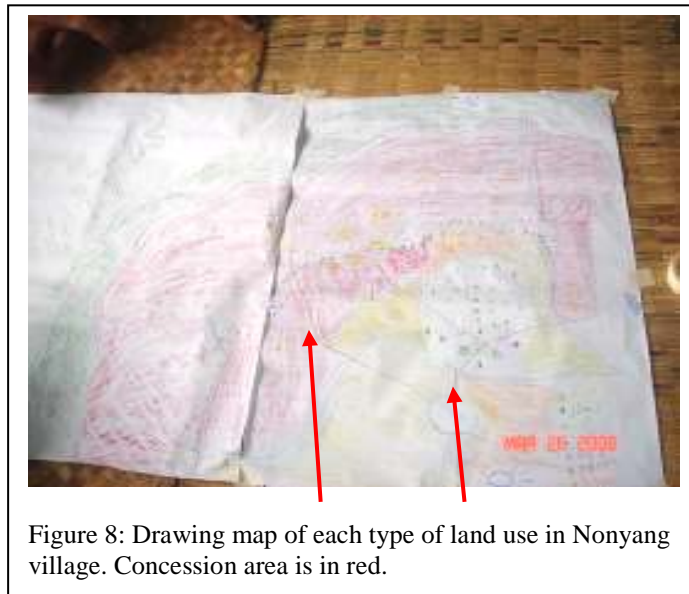 MAR 26 2008
Figure 8: Drawing map of each type of land use in Nonyang
village. Concession area is in red.